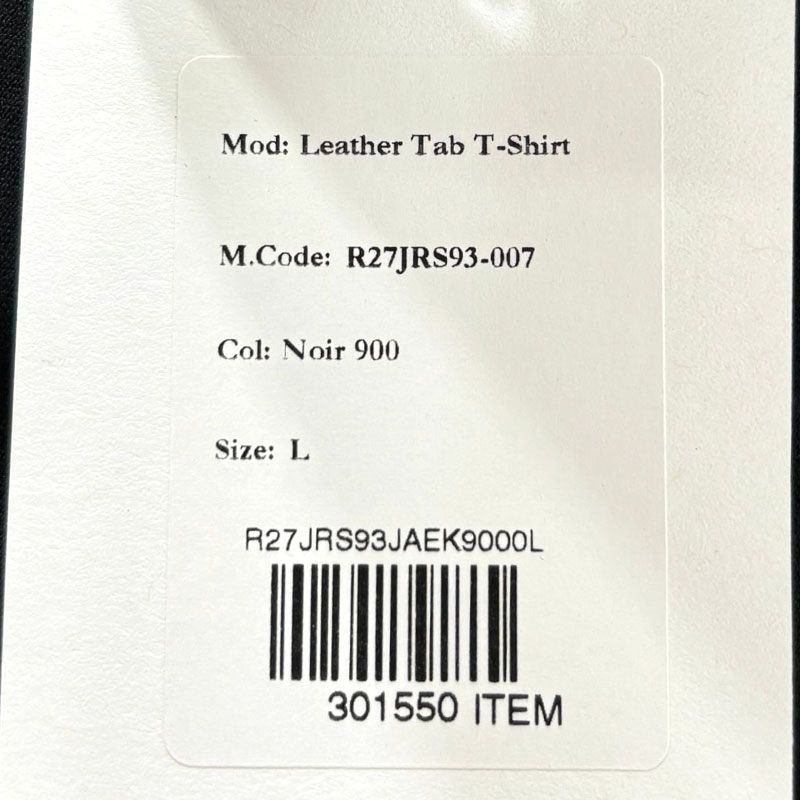 Mod: Leather Tab T-Shirt
M.Code: R27JRS93-007
Col: Noir 900
Size: L
R27JRS93JAEK9000L
301550 ITEM